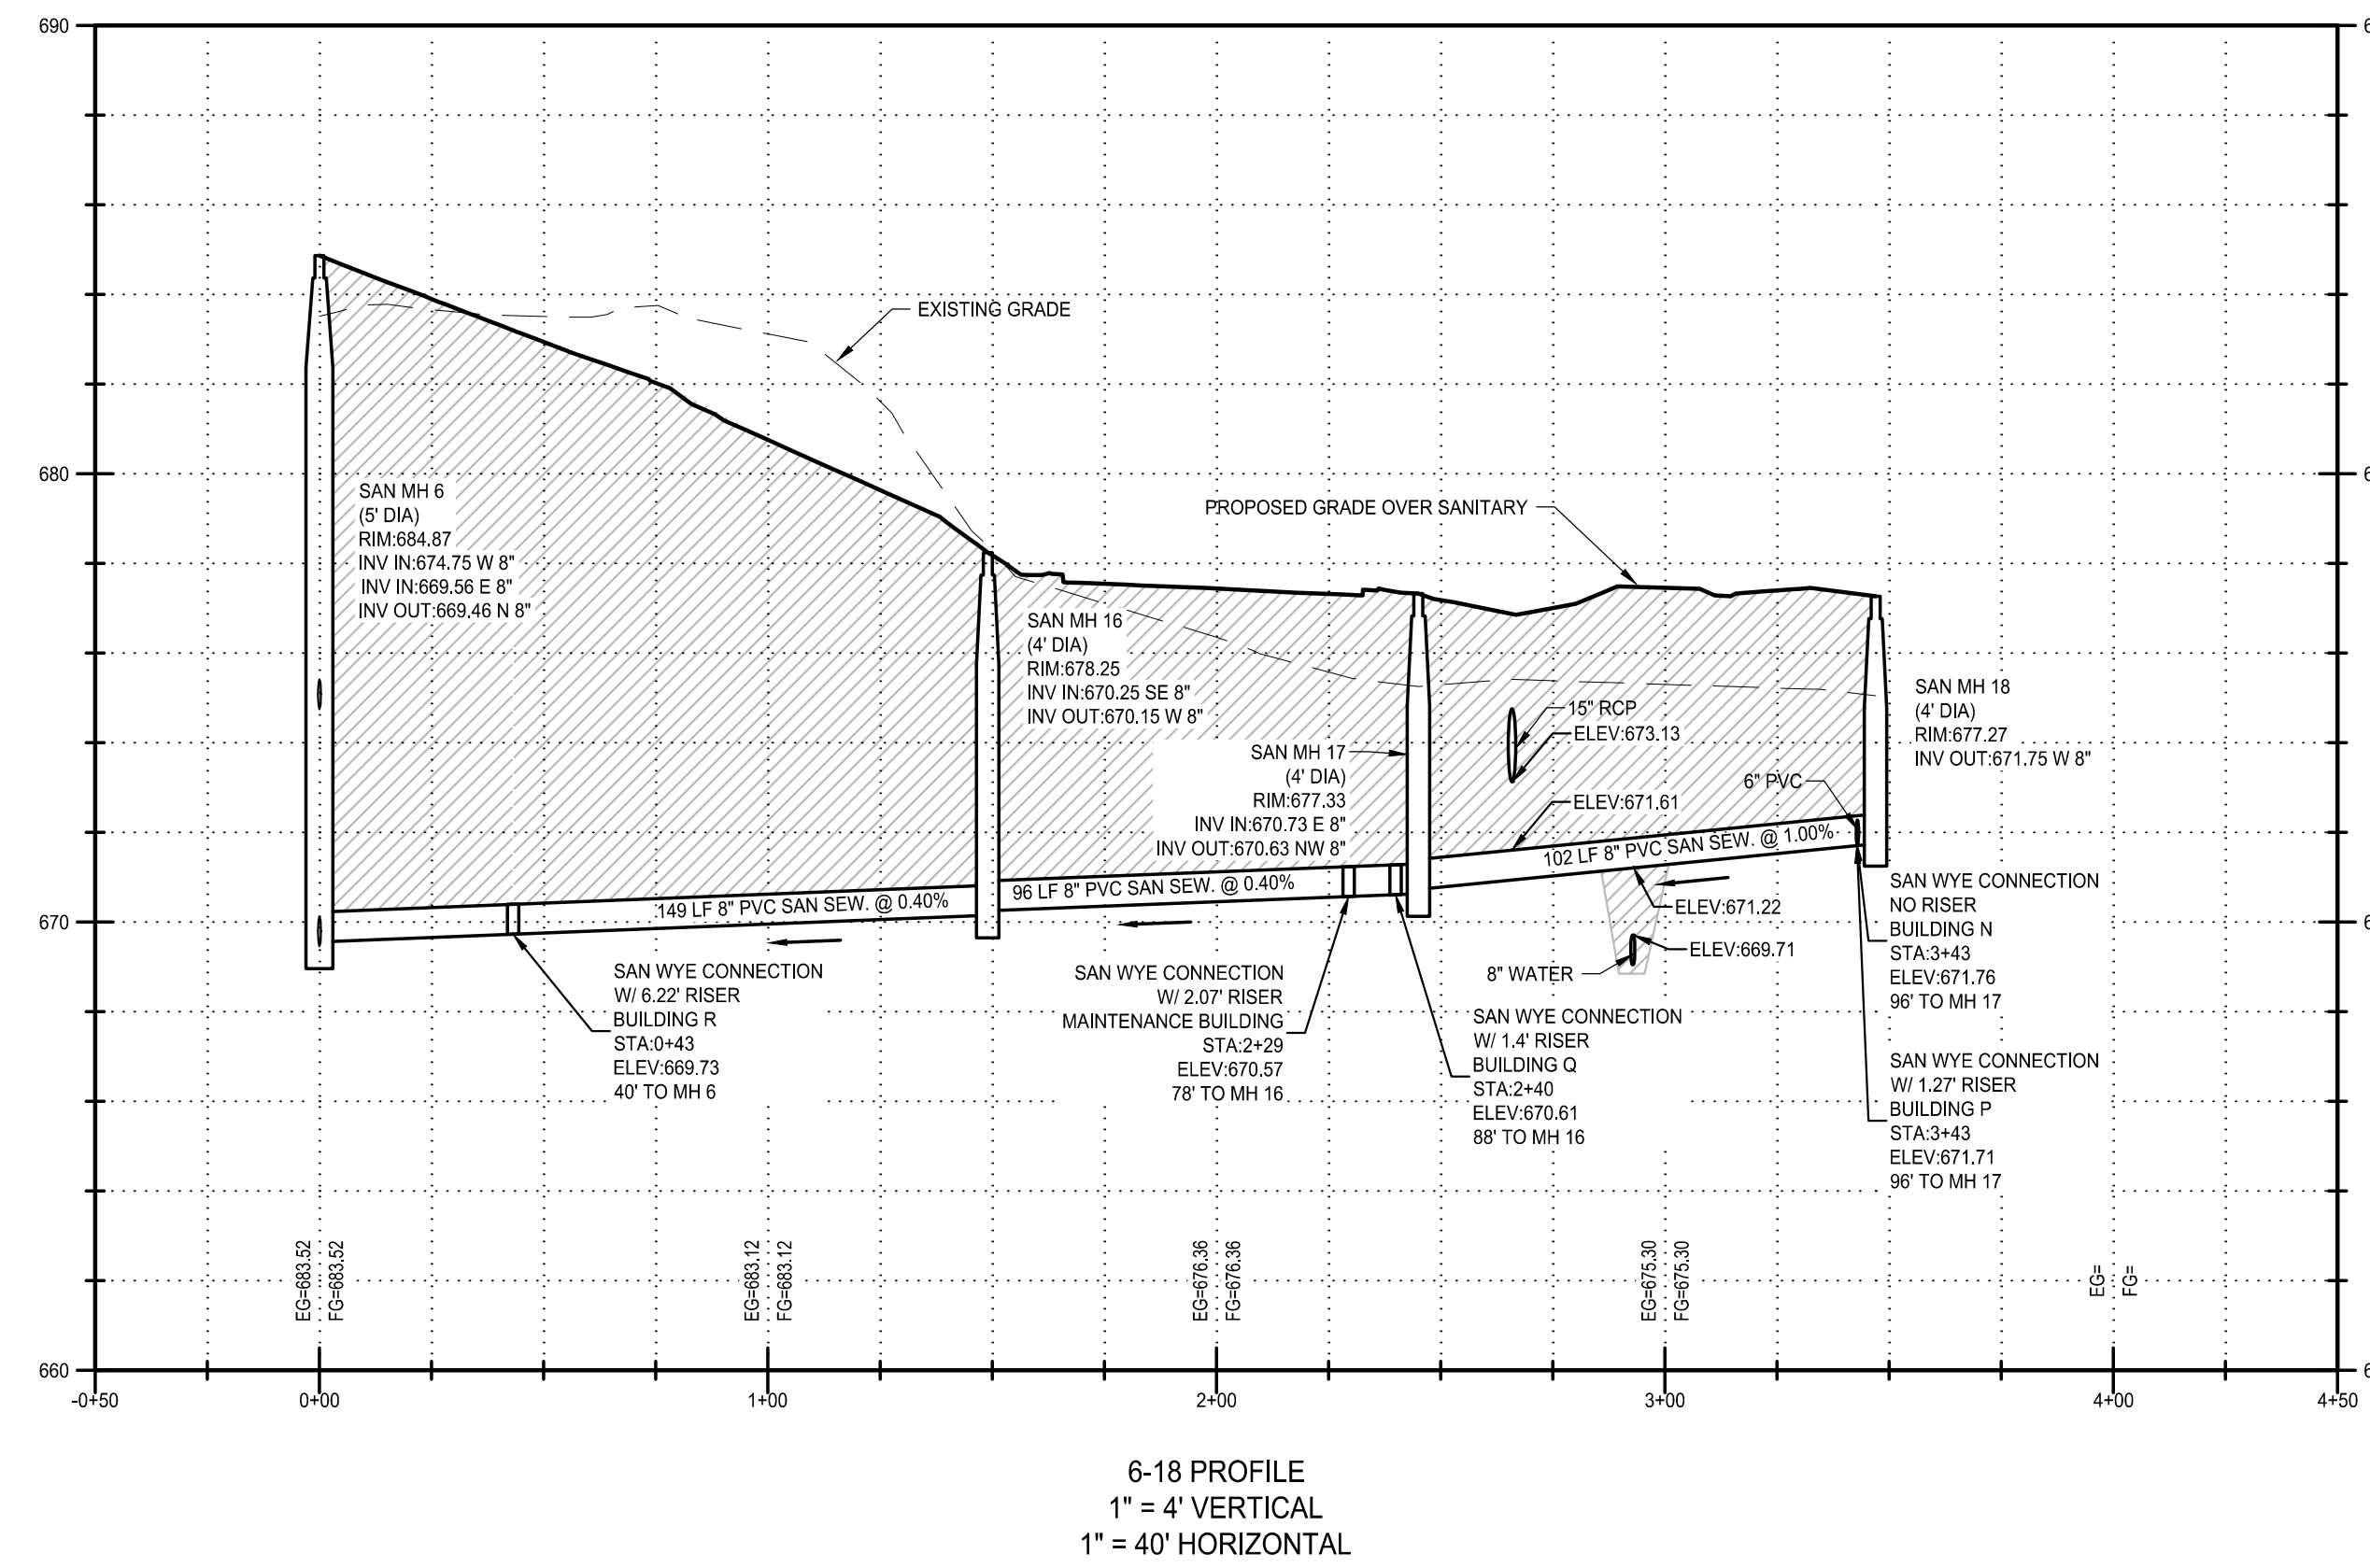 690
6
EXISTING GRADE
680
6
SAN MH 6
(5' DIA)
RIM:684.87
INV IN:674.75 W 8"
INV IN:669.56 E 8"
INV OUT:669.46 N 8"
PROPOSED GRADE OVER SANITARY
SAN MH 16
(4' DIA)
RIM:678.25
INV IN:670.25 SE 8"
INV OUT:670.15 W 8"
SAN MH 17
(4' DIA)
RIM:677.33
INV IN:670.73 E 8"
INV OUT:670.63 NW 8"
15" RCP
ELEV:673.13
ELEV:671.61
6" PVC
SAN MH 18
(4' DIA)
RIM:677.27
INV OUT:671.75 W 8"
670
6
149 LF 8" PVC SAN SEW. @ 0.40%
96 LF 8" PVC SAN SEW. @ 0.40%
102 LF 8" PVC SAN SEW. @ 1.00%
ELEV:671.22
ELEV:669.71
8" WATER
SAN WYE CONNECTION
W/ 6.22' RISER
BUILDING R
STA:0+43
ELEV:669.73
40' TO MH 6
SAN WYE CONNECTION
W/ 2.07' RISER
MAINTENANCE BUILDING
STA:2+29
ELEV:670.57
78' TO MH 16
SAN WYE CONNECTION
W/ 1.4' RISER
BUILDING Q
STA:2+40
ELEV:670.61
88' TO MH 16
SAN WYE CONNECTION
NO RISER
BUILDING N
STA:3+43
ELEV:671.76
96' TO MH 17
SAN WYE CONNECTION
W/ 1.27' RISER
BUILDING P
STA:3+43
ELEV:671.71
96' TO MH 17
EG=683.52
FG=683.52
EG=683.12
FG=683.12
EG=676.36
FG=676.36
EG=675.30
FG=675.30
EG=
FG=
660
6
-0+50
0+00
1+00
2+00
3+00
4+00
4+50
6-18 PROFILE
1" = 4' VERTICAL
1" = 40' HORIZONTAL